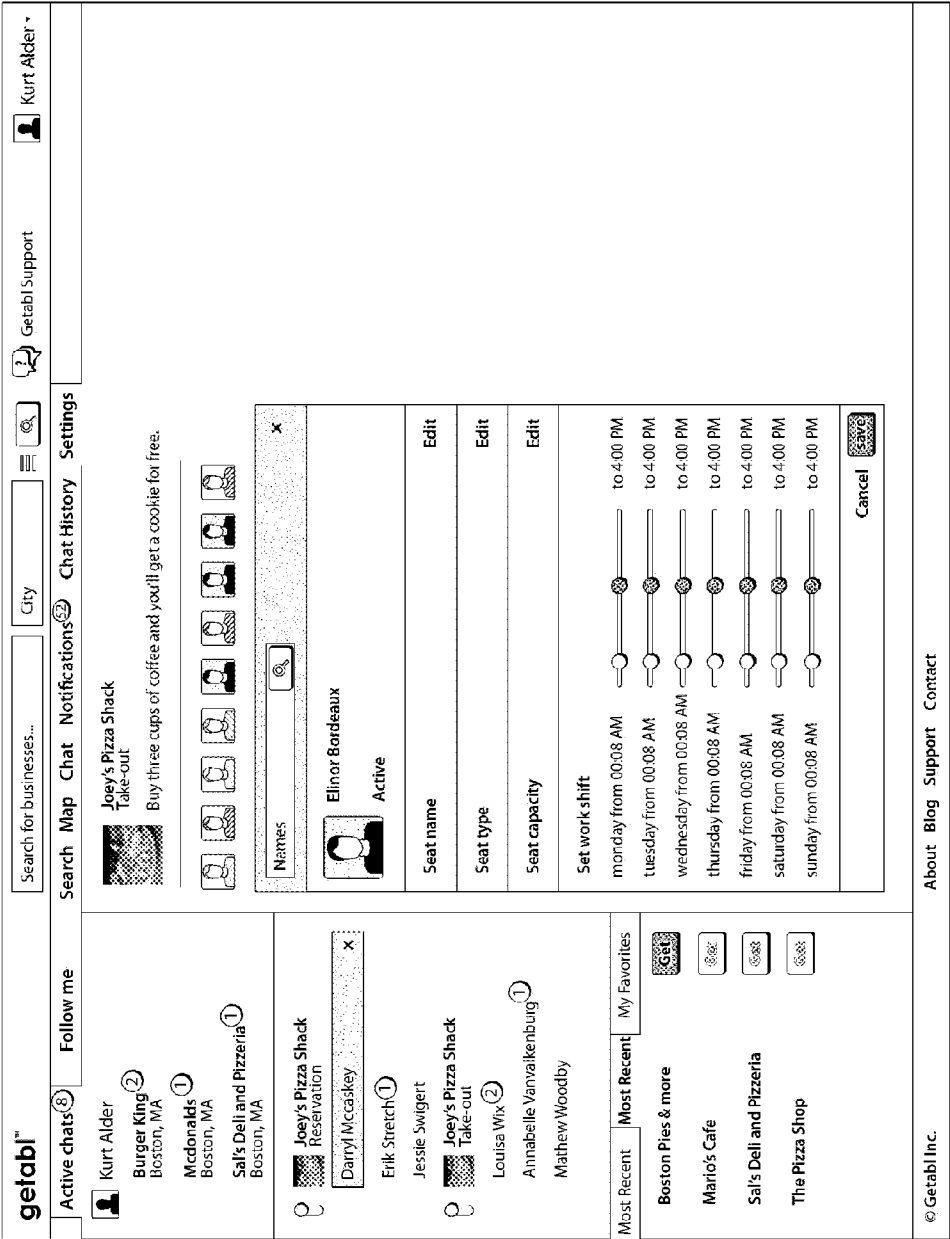 getabl™
Search for businesses...
City
Getabl Support
Kurt Alder
Active chats 8
Follow me
Search Map Chat Notifications 52 Chat History Settings
Kurt Alder
Burger King 2
Boston, MA
Mcdonalds 1
Boston, MA
Sal's Deli and Pizzeria 1
Boston, MA
Joey's Pizza Shack
Reservation
Darryl Mccaskey x
Erik Stretch 1
Jessie Swigert
Joey's Pizza Shack
Take-out
Louisa Wix 2
Annabelle Vanvalkenburg 1
Mathew Woodby
Most Recent Most Recent My Favorites
Boston Pies & more Get
Mario's Cafe Get
Sal's Deli and Pizzeria Get
The Pizza Shop Get
Joey's Pizza Shack
Take-out
Buy three cups of coffee and you'll get a cookie for free.
Names x
Elinor Bordeaux
Active
Seat name Edit
Seat type Edit
Seat capacity Edit
Set work shift
monday from 00:08 AM to 4:00 PM
tuesday from 00:08 AM to 4:00 PM
wednesday from 00:08 AM to 4:00 PM
thursday from 00:08 AM to 4:00 PM
friday from 00:08 AM to 4:00 PM
saturday from 00:08 AM to 4:00 PM
sunday from 00:08 AM to 4:00 PM
Cancel save
© Getabl Inc.
About Blog Support Contact